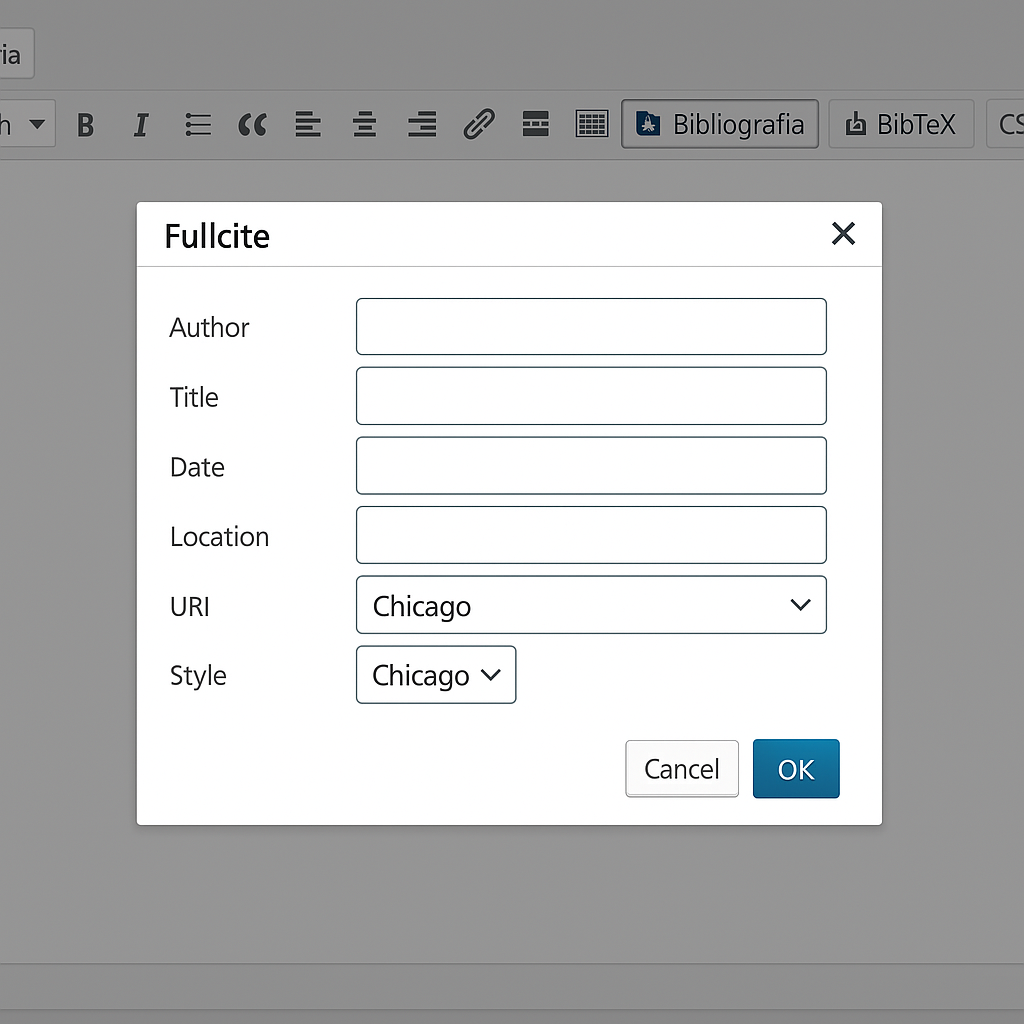 ia
h
Bibliografia
BibTeX
CS
Fullcite
Author
Title
Date
Location
URI
Chicago
Style
Chicago
Cancel
OK